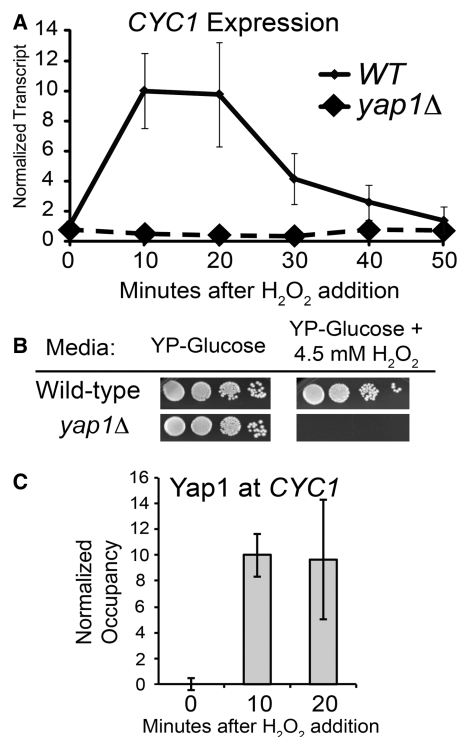 A
CYC1 Expression
Normalized Transcript
14
12
10
8
6
4
2
0
WT
yap1Δ
0 10 20 30 40 50
Minutes after H₂O₂ addition
B
Media: YP-Glucose YP-Glucose +
4.5 mM H₂O₂
Wild-type
yap1Δ
C
Yap1 at CYC1
Normalized
Occupancy
16
14
12
10
8
6
4
2
0
0 10 20
Minutes after H₂O₂ addition